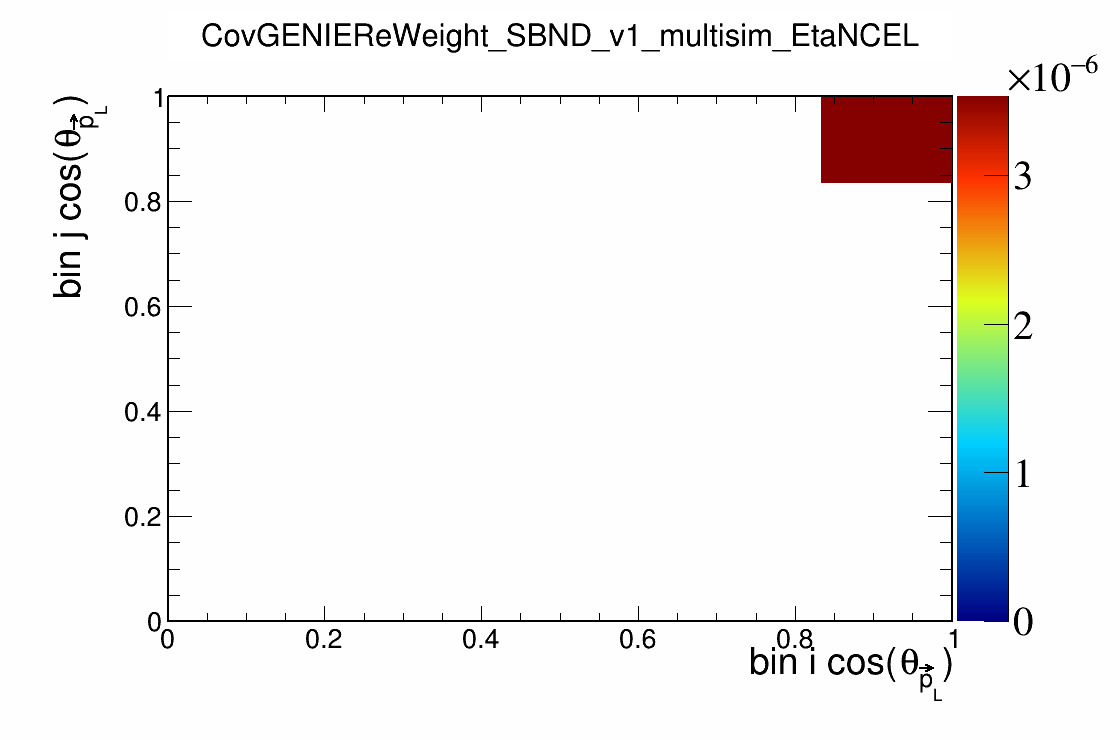 CovGENIEReWeight_SBND_v1_multisim_EtaNCEL
×10⁻⁶
bin j cos(θ_p⃗_L)
1
0.8
0.6
0.4
0.2
0
0 0.2 0.4 0.6 0.8 1
bin i cos(θ_p⃗_L)
3
2
1
0